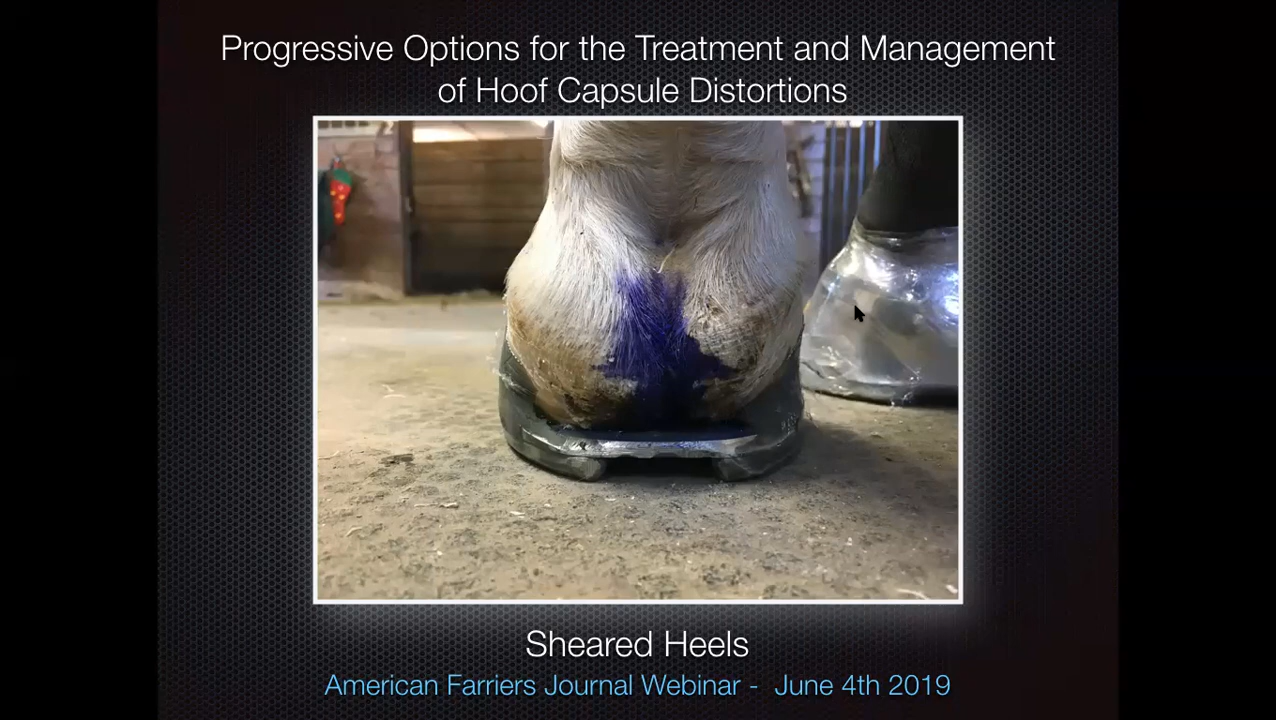 Progressive Options for the Treatment and Management
of Hoof Capsule Distortions
Sheared Heels
American Farriers Journal Webinar - June 4th 2019